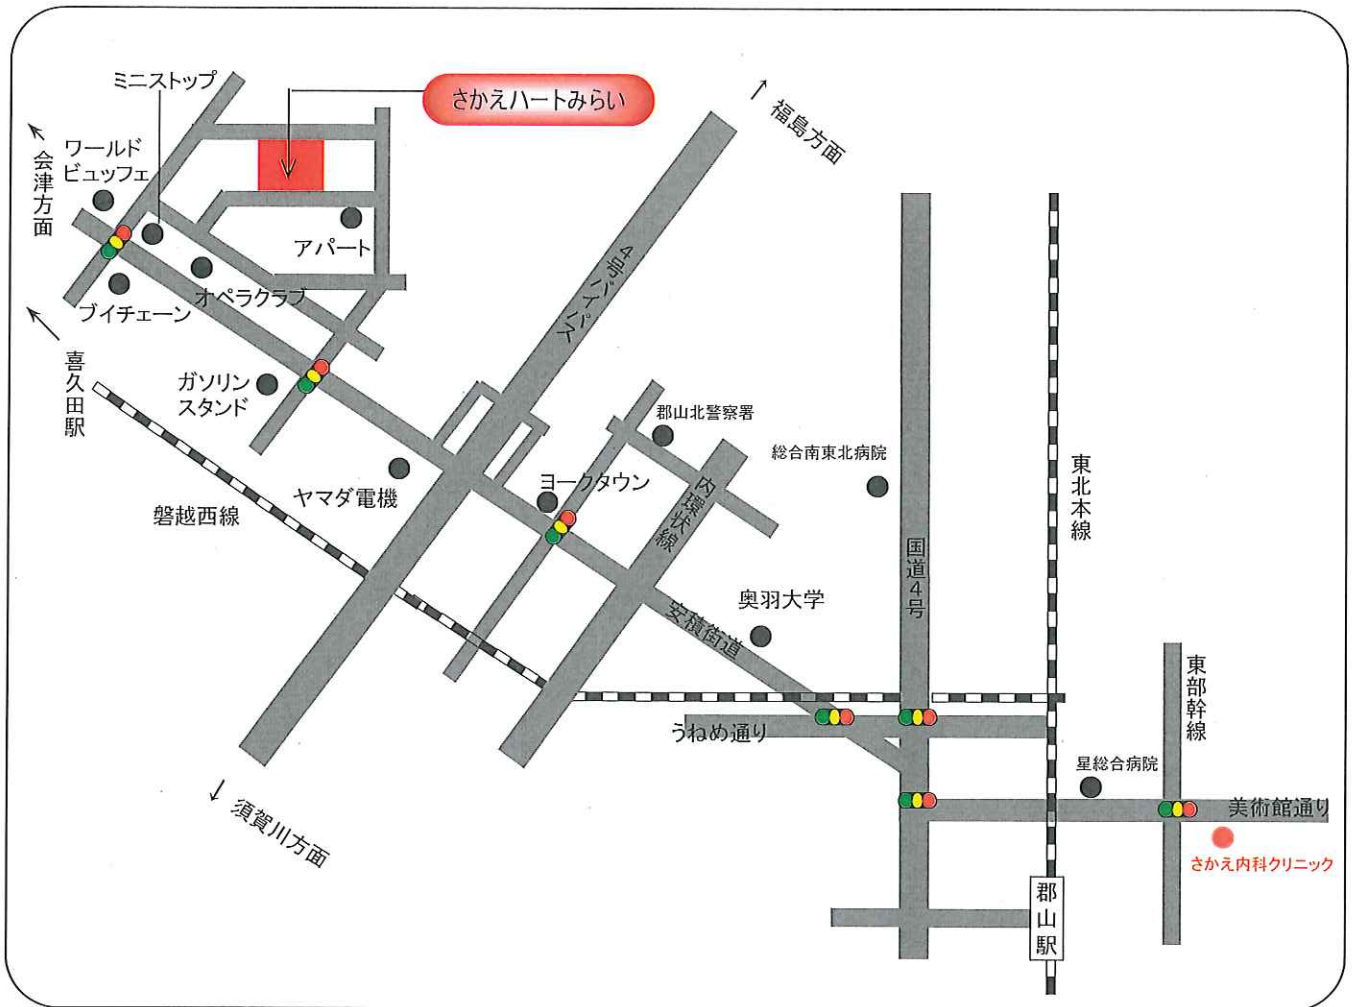 ミニストップ
さかえハートみらい
福島方面
会津方面
ワールド
ビュッフェ
アパート
オペラクラブ
ブイチェーン
4号バイパス
喜久田駅
ガソリン
スタンド
郡山北警察署
総合南東北病院
東北本線
ヤマダ電機
ヨークタウン
内環状線
磐越西線
国道4号
奥羽大学
安積街道
東部幹線
うねめ通り
星総合病院
美術館通り
須賀川方面
さかえ内科クリニック
郡山駅